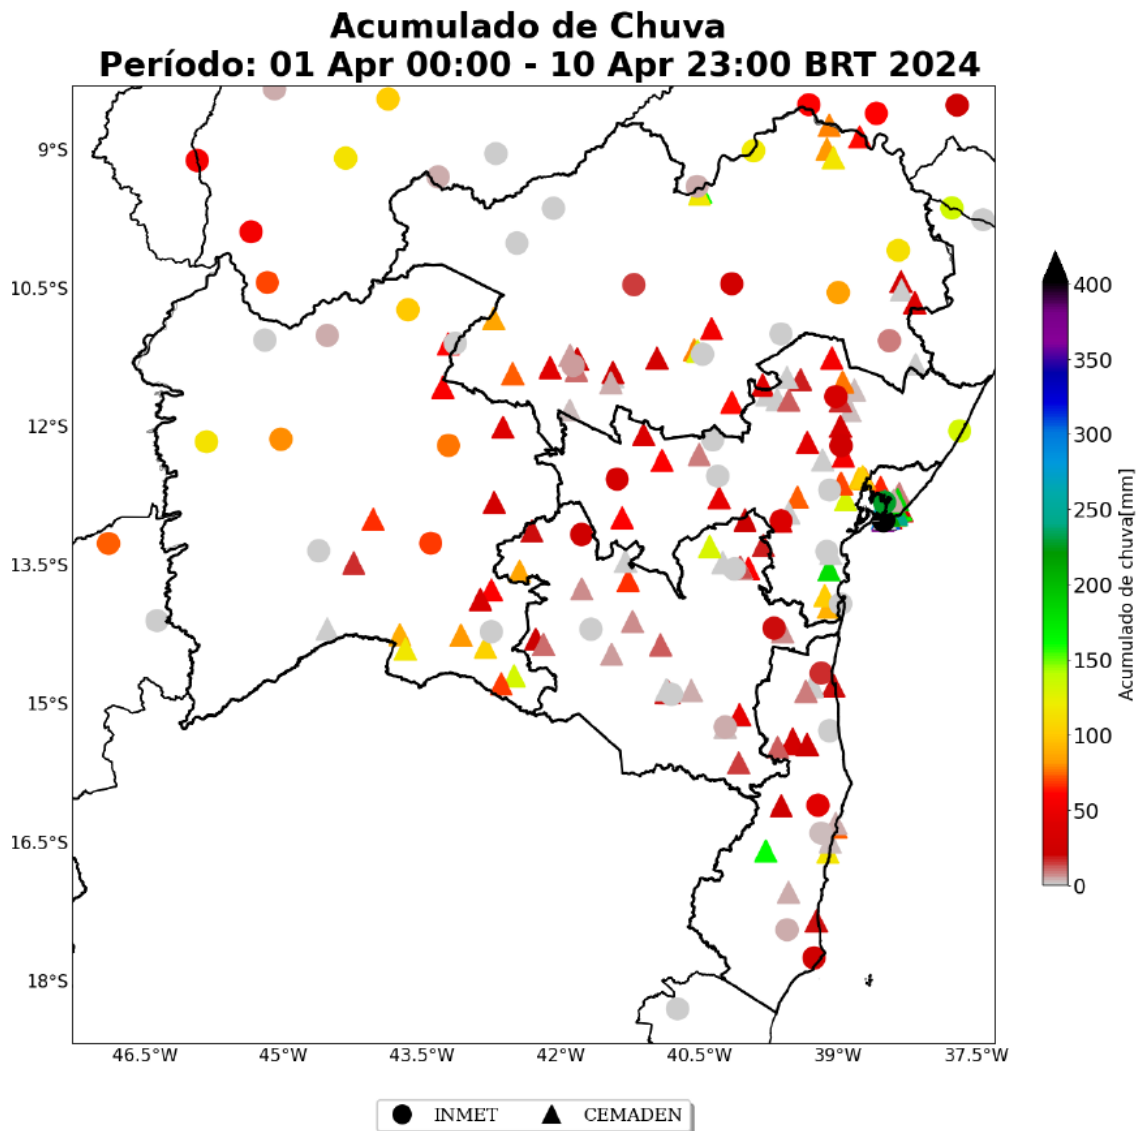 Acumulado de Chuva
Período: 01 Apr 00:00 - 10 Apr 23:00 BRT 2024
9°S
10.5°S
12°S
13.5°S
15°S
16.5°S
18°S
46.5°W
45°W
43.5°W
42°W
40.5°W
39°W
37.5°W
400
350
300
250
200
150
100
50
0
Acumulado de chuva[mm]
INMET
CEMADEN